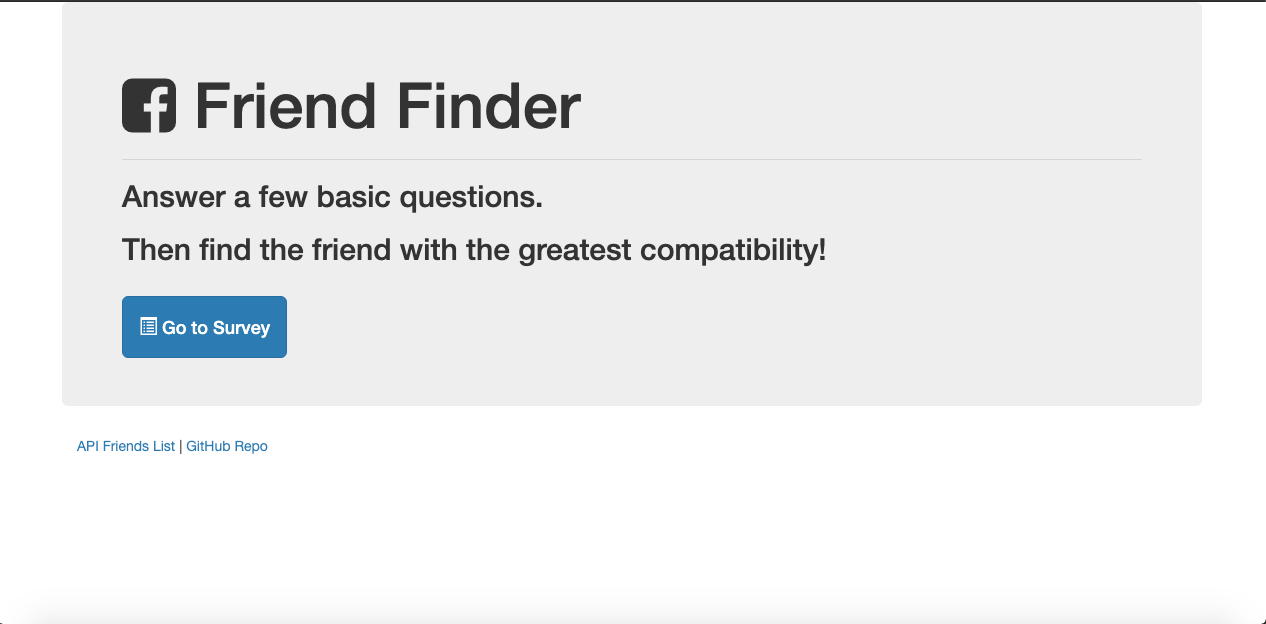 Friend Finder
Answer a few basic questions.
Then find the friend with the greatest compatibility!
Go to Survey
API Friends List | GitHub Repo